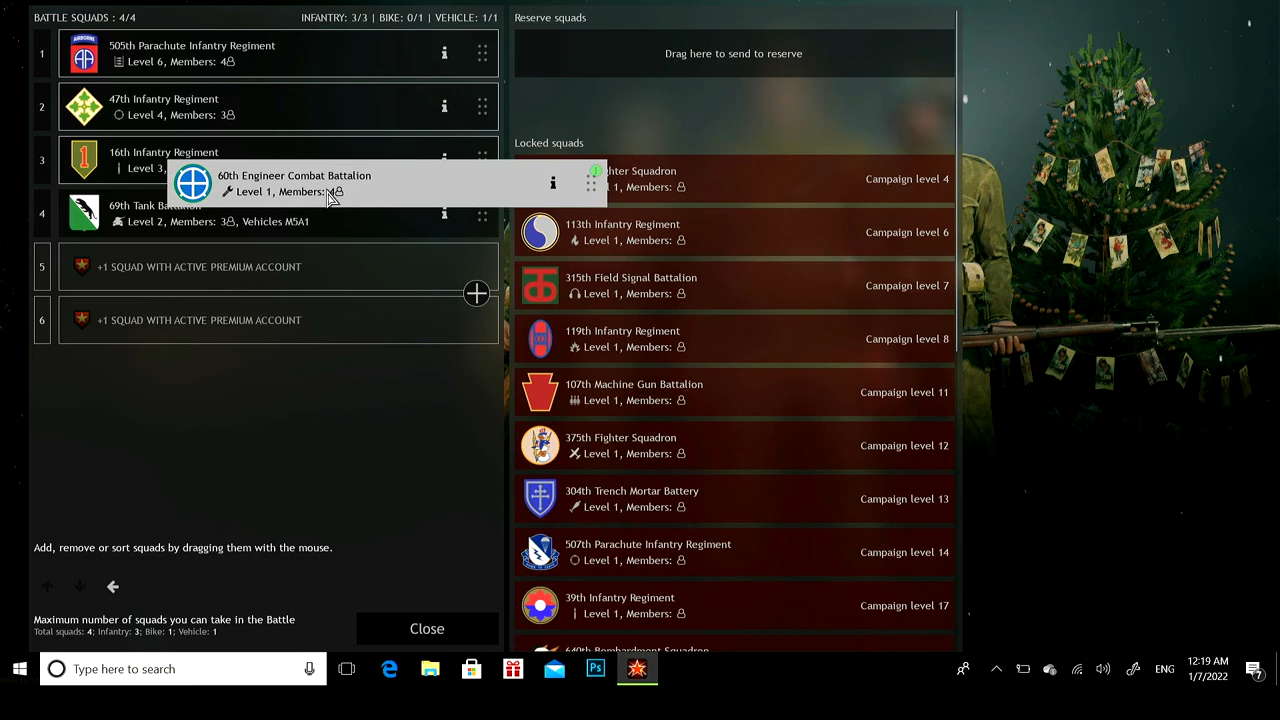 BATTLE SQUADS : 4/4
INFANTRY: 3/3 | BIKE: 0/1 | VEHICLE: 1/1
1
505th Parachute Infantry Regiment
Level 6, Members: 4
2
47th Infantry Regiment
Level 4, Members: 3
3
16th Infantry Regiment
Level 3,
60th Engineer Combat Battalion
Level 1, Members:
4
69th Tank
Level 2, Members: 3, Vehicles M5A1
5
+1 SQUAD WITH ACTIVE PREMIUM ACCOUNT
6
+1 SQUAD WITH ACTIVE PREMIUM ACCOUNT
Add, remove or sort squads by dragging them with the mouse.
Maximum number of squads you can take in the Battle
Total squads: 4; Infantry: 3; Bike: 1; Vehicle: 1
Close
Reserve squads
Drag here to send to reserve
Locked squads
Squadron
1, Members:
Campaign level 4
113th Infantry Regiment
Level 1, Members:
Campaign level 6
315th Field Signal Battalion
Level 1, Members:
Campaign level 7
119th Infantry Regiment
Level 1, Members:
Campaign level 8
107th Machine Gun Battalion
Level 1, Members:
Campaign level 11
375th Fighter Squadron
Level 1, Members:
Campaign level 12
304th Trench Mortar Battery
Level 1, Members:
Campaign level 13
507th Parachute Infantry Regiment
Level 1, Members:
Campaign level 14
39th Infantry Regiment
Level 1, Members:
Campaign level 17
640th Bombardment Squadron
Type here to search
Ps
ENG
12:19 AM
1/7/2022
7